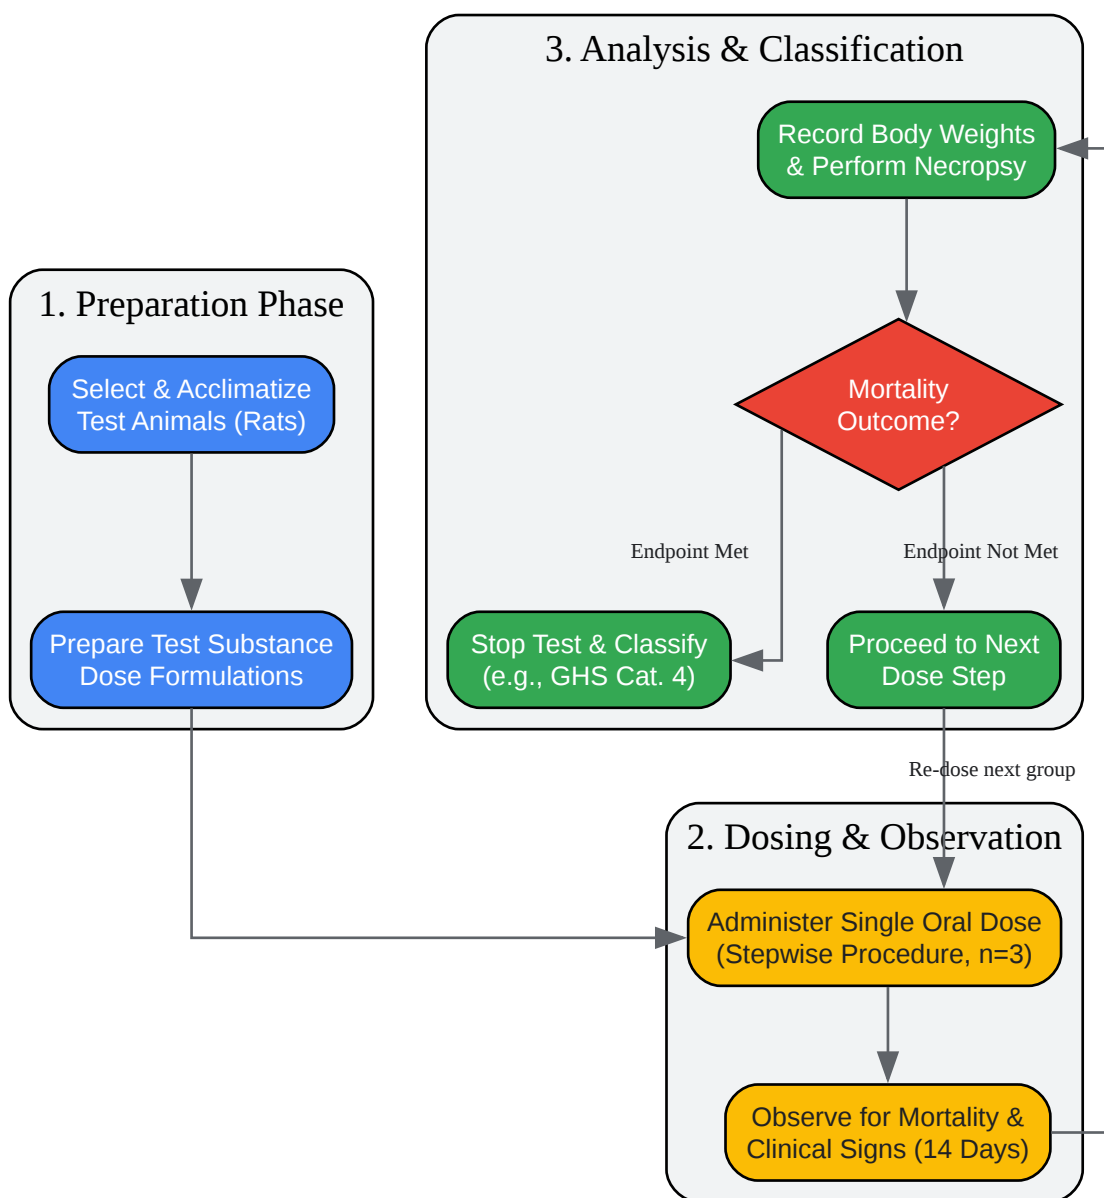 3. Analysis & Classification
Record Body Weights
& Perform Necropsy
1. Preparation Phase
Select & Acclimatize
Test Animals (Rats)
Mortality
Outcome?
Endpoint Met
Endpoint Not Met
Prepare Test Substance
Dose Formulations
Stop Test & Classify
(e.g., GHS Cat. 4)
Proceed to Next
Dose Step
Re-dose next group
2. Dosing & Observation
Administer Single Oral Dose
(Stepwise Procedure, n=3)
Observe for Mortality &
Clinical Signs (14 Days)